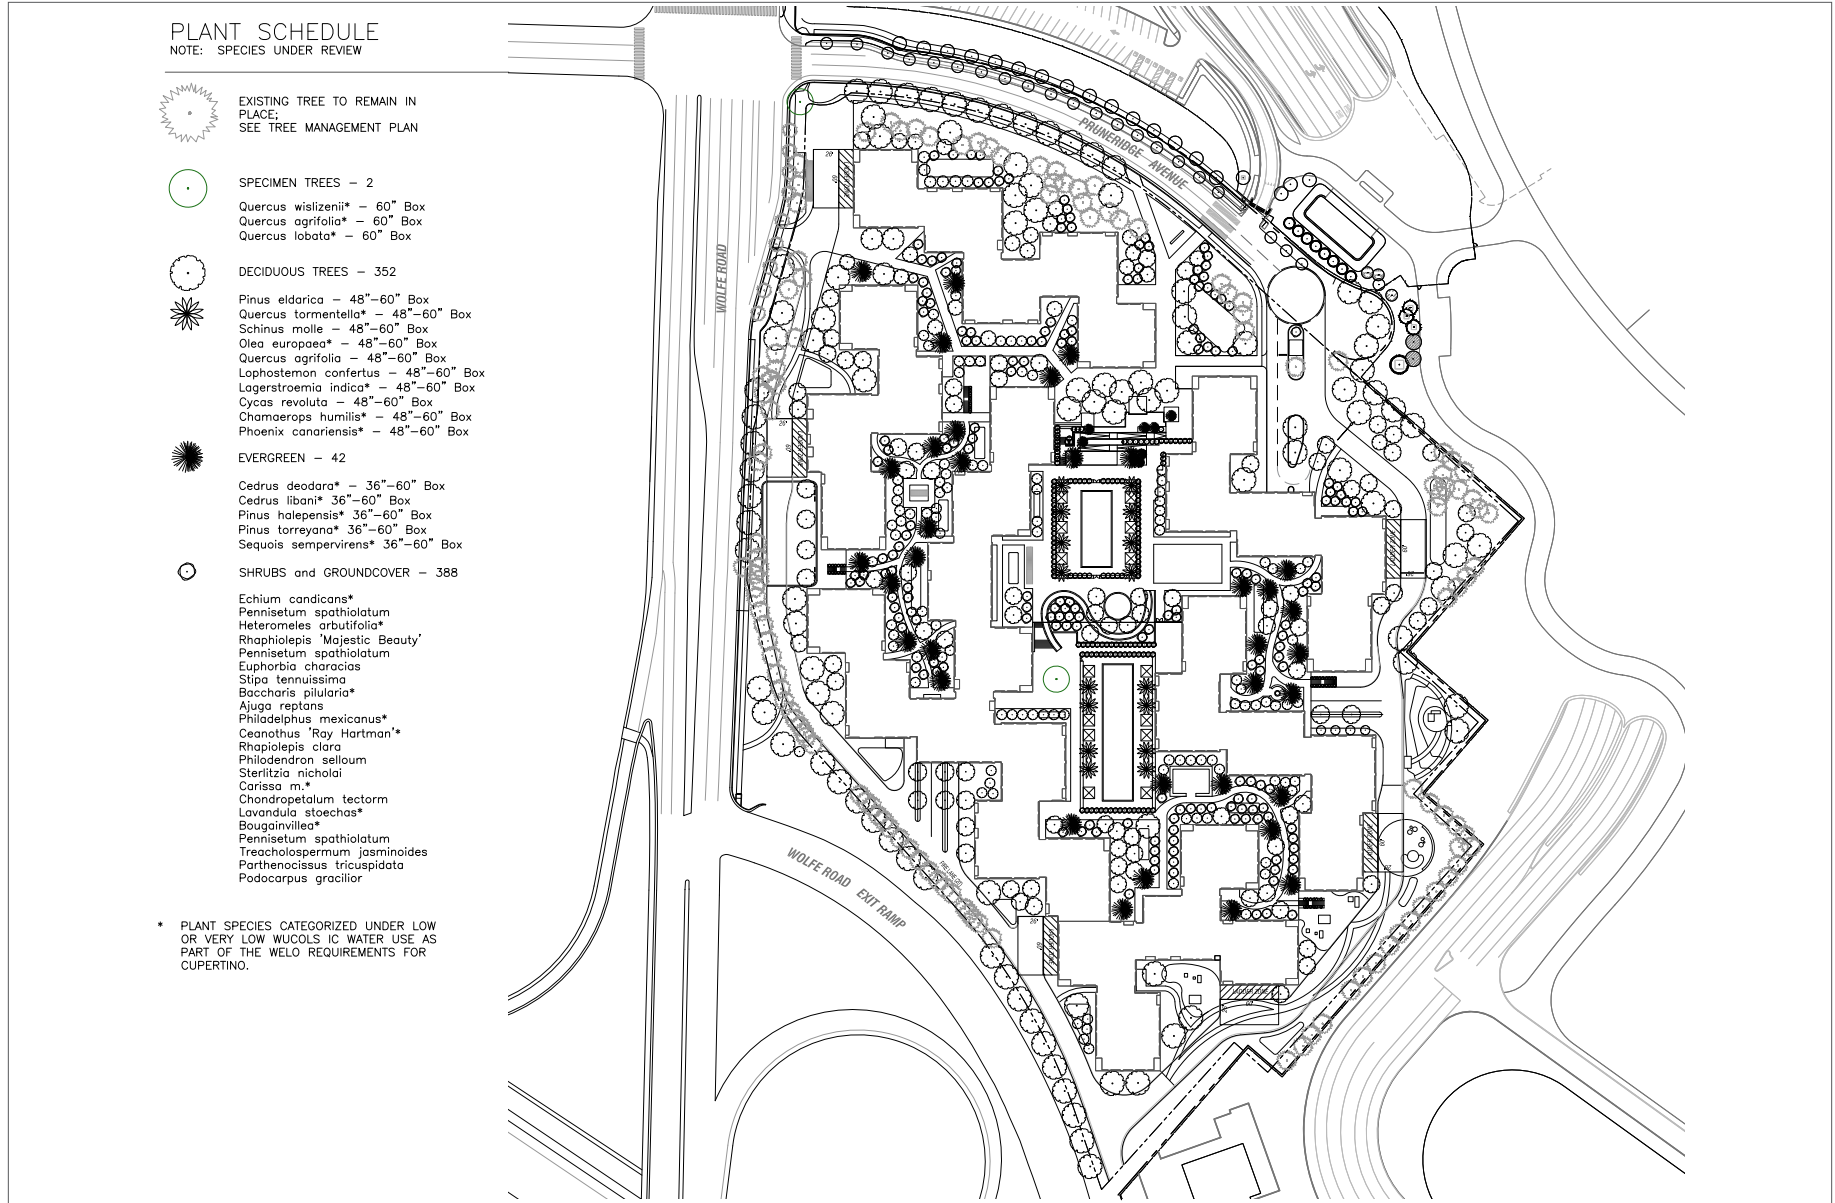 PLANT SCHEDULE
NOTE: SPECIES UNDER REVIEW
EXISTING TREE TO REMAIN IN
PLACE;
SEE TREE MANAGEMENT PLAN
SPECIMEN TREES – 2
Quercus wislizenii* – 60" Box
Quercus agrifolia* – 60" Box
Quercus lobata* – 60" Box
DECIDUOUS TREES – 352
Pinus eldarica – 48"–60" Box
Quercus tormentella* – 48"–60" Box
Schinus molle – 48"–60" Box
Olea europaea* – 48"–60" Box
Quercus agrifolia – 48"–60" Box
Lophostemon confertus – 48"–60" Box
Lagerstroemia indica* – 48"–60" Box
Cycas revoluta – 48"–60" Box
Chamaerops humilis* – 48"–60" Box
Phoenix canariensis* – 48"–60" Box
EVERGREEN – 42
Cedrus deodara* – 36"–60" Box
Cedrus libani* 36"–60" Box
Pinus halepensis* 36"–60" Box
Pinus torreyana* 36"–60" Box
Sequois sempervirens* 36"–60" Box
SHRUBS and GROUNDCOVER – 388
Echium candicans*
Pennisetum spathiolatum
Heteromeles arbutifolia*
Rhaphiolepis 'Majestic Beauty'
Pennisetum spathiolatum
Euphorbia characias
Stipa tennuissima
Baccharis pilularia*
Ajuga reptans
Philadelphus mexicanus*
Ceanothus 'Ray Hartman'*
Rhapiolepis clara
Philodendron selloum
Sterlitzia nicholai
Carissa m.*
Chondropetalum tectorm
Lavandula stoechas*
Bougainvillea*
Pennisetum spathiolatum
Treacholospermum jasminoides
Parthenocissus tricuspidata
Podocarpus gracilior
* PLANT SPECIES CATEGORIZED UNDER LOW
OR VERY LOW WUCOLS IC WATER USE AS
PART OF THE WELO REQUIREMENTS FOR
CUPERTINO.
PRUNERIDGE AVENUE
WOLFE ROAD
WOLFE ROAD EXIT RAMP
26'
26'
26'
LADDER ZONE